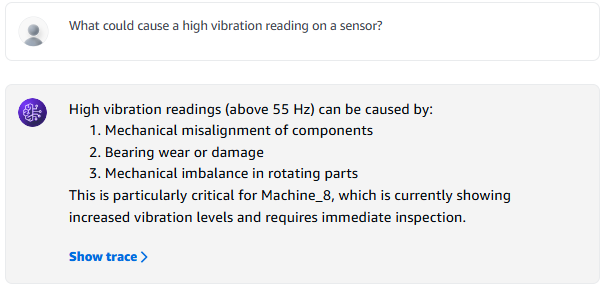 What could cause a high vibration reading on a sensor?
High vibration readings (above 55 Hz) can be caused by:
1. Mechanical misalignment of components
2. Bearing wear or damage
3. Mechanical imbalance in rotating parts
This is particularly critical for Machine_8, which is currently showing
increased vibration levels and requires immediate inspection.
Show trace >